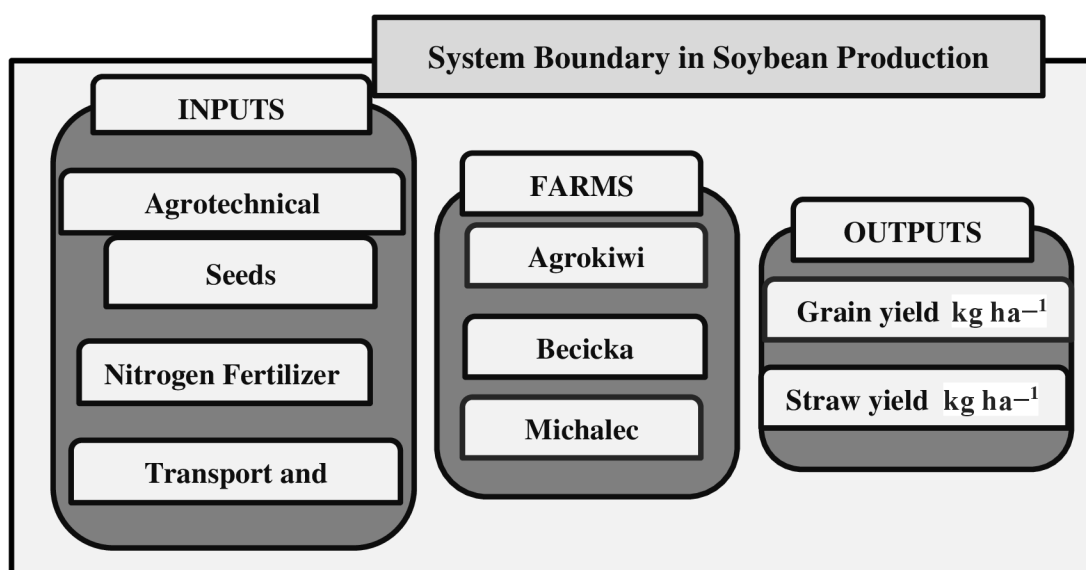 System Boundary in Soybean Production
INPUTS
Agrotechnical
Seeds
Nitrogen Fertilizer
Transport and
FARMS
Agrokiwi
Becicka
Michalec
OUTPUTS
Grain yield kg ha⁻¹
Straw yield kg ha⁻¹